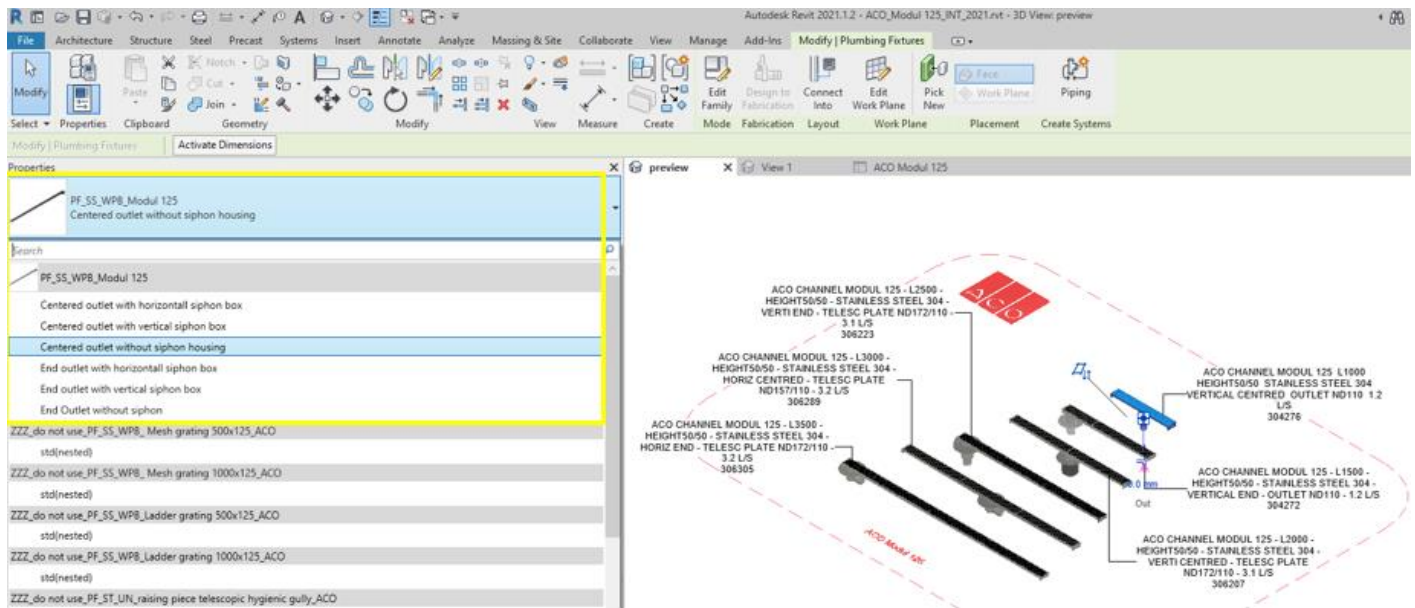 Autodesk Revit 2021.1.2 - ACO_Modul 125_INT_2021.rvt - 3D View: preview
File Architecture Structure Steel Precast Systems Insert Annotate Analyze Massing & Site Collaborate View Manage Add-Ins Modify | Plumbing Fixtures
Modify
Paste
Notch
Cut
Join
Edit Family
Design to Fabrication
Connect Into
Edit Work Plane
Pick New
Face
Work Plane
Piping
Select Properties Clipboard Geometry Modify View Measure Create Mode Fabrication Layout Work Plane Placement Create Systems
Modify | Plumbing Fixtures Activate Dimensions
Properties
preview View 1 ACO Modul 125
PF_SS_WPB_Modul 125
Centered outlet without siphon housing
Search
PF_SS_WPB_Modul 125
Centered outlet with horizontall siphon box
Centered outlet with vertical siphon box
Centered outlet without siphon housing
End outlet with horizontall siphon box
End outlet with vertical siphon box
End Outlet without siphon
ZZZ_do not use_PF_SS_WPB_ Mesh grating 500x125_ACO
std(nested)
ZZZ_do not use_PF_SS_WPB_ Mesh grating 1000x125_ACO
std(nested)
ZZZ_do not use_PF_SS_WPB_Ladder grating 500x125_ACO
std(nested)
ZZZ_do not use_PF_SS_WPB_Ladder grating 1000x125_ACO
std(nested)
ZZZ_do not use_PF_ST_UN_raising piece telescopic hygienic gully_ACO
ACO
ACO CHANNEL MODUL 125 - L2500 -
HEIGHT50/50 - STAINLESS STEEL 304 -
VERTI END - TELESC PLATE ND172/110 -
3.1 L/S
306223
ACO CHANNEL MODUL 125 - L3000 -
HEIGHT50/50 - STAINLESS STEEL 304 -
HORIZ CENTRED - TELESC PLATE
ND157/110 - 3.2 L/S
306289
ACO CHANNEL MODUL 125 - L3500 -
HEIGHT50/50 - STAINLESS STEEL 304 -
HORIZ END - TELESC PLATE ND172/110 -
3.2 L/S
306305
ACO CHANNEL MODUL 125 L1000
HEIGHT50/50 STAINLESS STEEL 304
VERTICAL CENTRED OUTLET ND110 1.2
L/S
304276
ACO CHANNEL MODUL 125 - L1500 -
HEIGHT50/50 - STAINLESS STEEL 304 -
VERTICAL END - OUTLET ND110 - 1.2 L/S
304272
Out
ACO CHANNEL MODUL 125 - L2000 -
HEIGHT50/50 - STAINLESS STEEL 304 -
VERTI CENTRED - TELESC PLATE
ND172/110 - 3.1 L/S
306207
ACO Modul 125